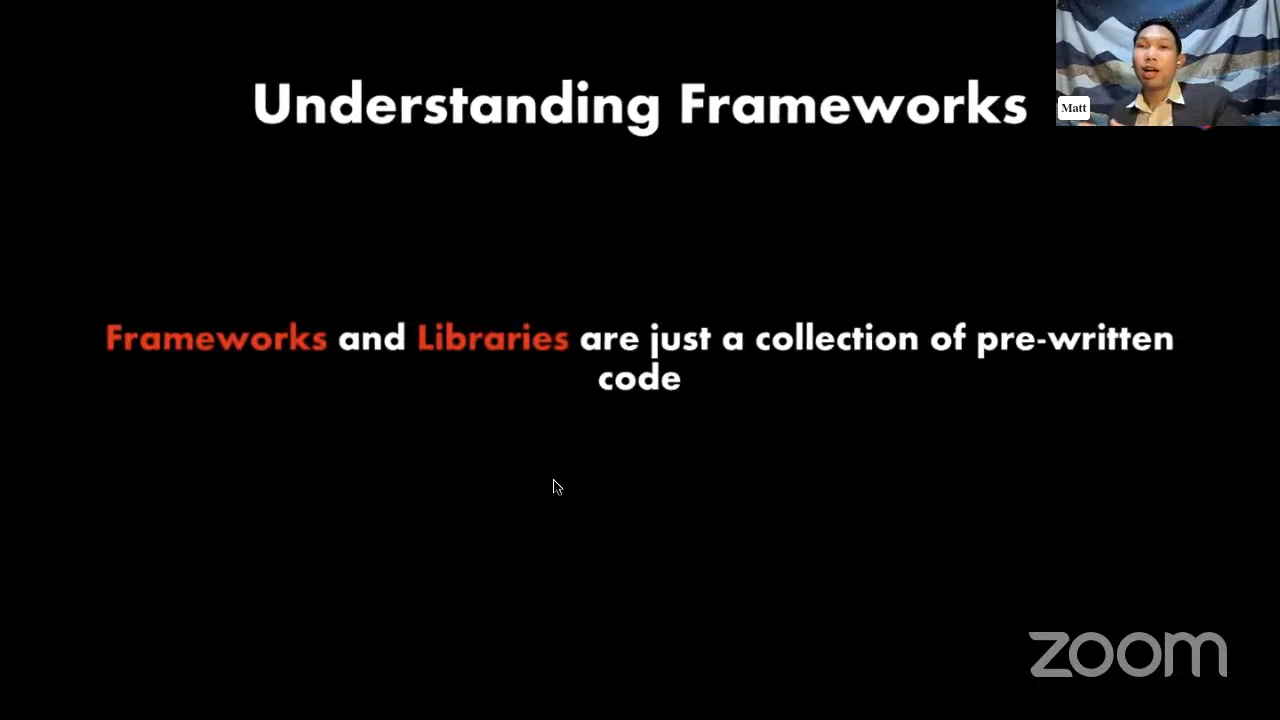 Understanding Frameworks
Matt
Frameworks and Libraries are just a collection of pre-written
code
zoom